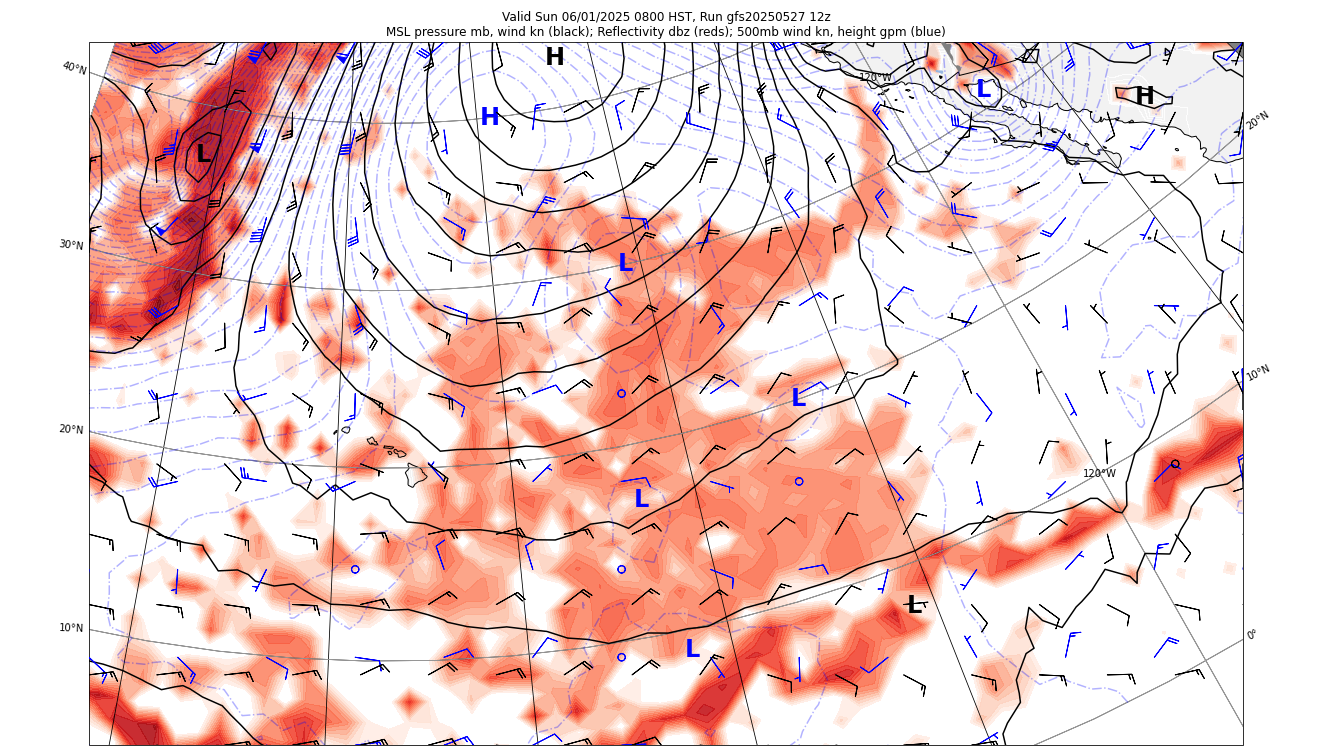 Valid Sun 06/01/2025 0800 HST, Run gfs20250527 12z
MSL pressure mb, wind kn (black); Reflectivity dbz (reds); 500mb wind kn, height gpm (blue)
H
40°N
120°W
L
H
H
20°N
L
30°N
L
10°N
L
20°N
120°W
L
L
10°N
0°
L